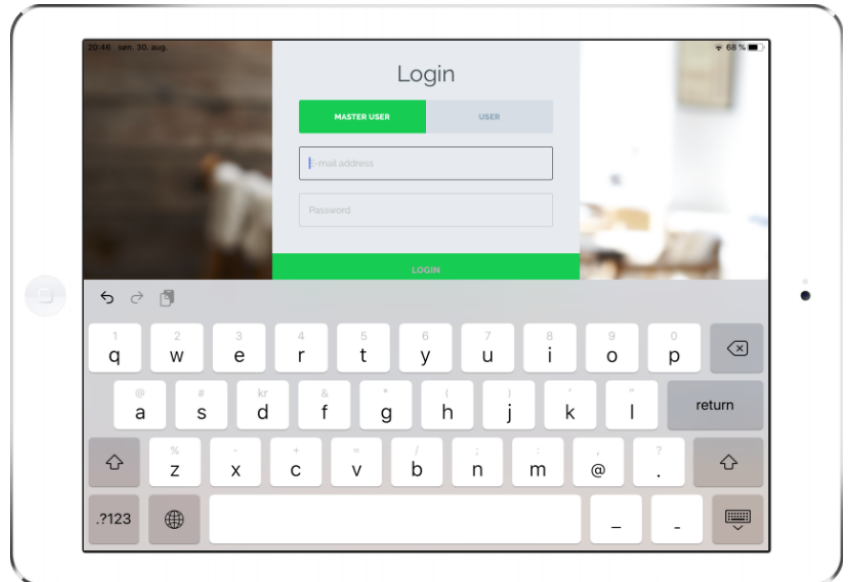 20:46 søn. 30. aug.
68 %
Login
MASTER USER
USER
E-mail address
Password
LOGIN
1 2 3 4 5 6 7 8 9 0
q w e r t y u i o p
@ # kr & * ( ) ' "
a s d f g h j k l return
% - + = / ; : , ?
z x c v b n m @ .
.?123 _ -